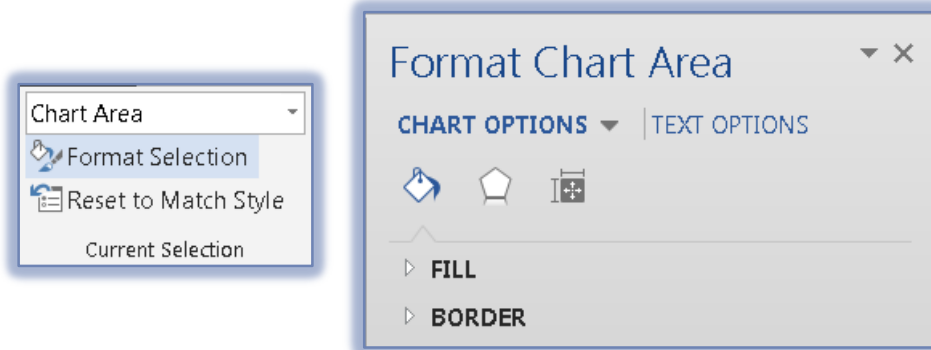 Chart Area
Format Selection
Reset to Match Style
Current Selection
Format Chart Area
CHART OPTIONS TEXT OPTIONS
FILL
BORDER